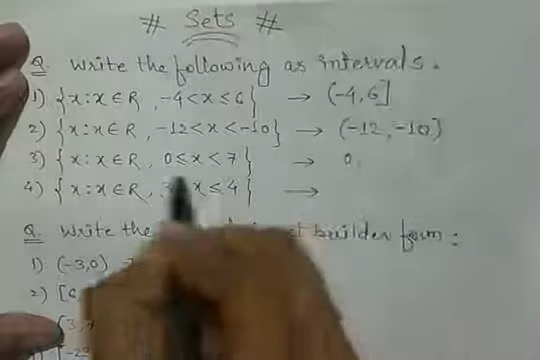 # Sets #
Q. Write the following as intervals.
1) {x : x ∈ R, -4 < x ≤ 6} → (-4, 6]
2) {x : x ∈ R, -12 < x < -10} → (-12, -10)
3) {x : x ∈ R, 0 ≤ x < 7} → 0,
4) {x : x ∈ R, 3 x ≤ 4} →
Q. Write the builder form :
1) (-3, 0)
2) [6,